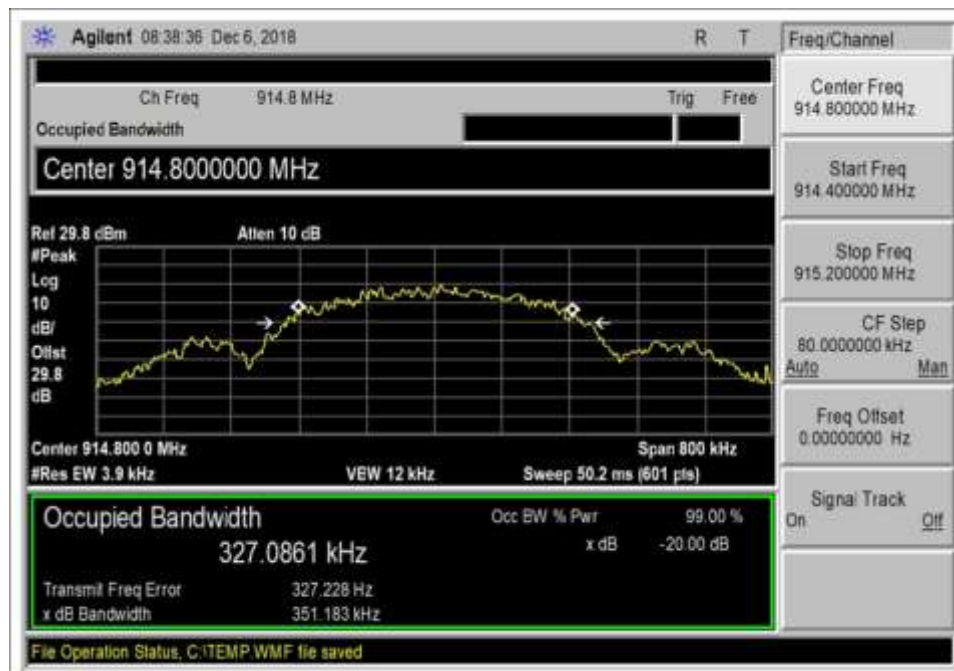 Agilent 08:38:36 Dec 6, 2018 R T
Freq/Channel
Ch Freq 914.8 MHz Trig Free
Occupied Bandwidth
Center 914.8000000 MHz
Center Freq
914.800000 MHz
Start Freq
914.400000 MHz
Stop Freq
915.200000 MHz
CF Step
80.0000000 kHz
Auto Man
Freq Offset
0.00000000 Hz
Signal Track
On Off
Ref 29.8 dBm Atten 10 dB
#Peak
Log
10
dB/
Offst
29.8
dB
Center 914.800 0 MHz Span 800 kHz
#Res BW 3.9 kHz VBW 12 kHz Sweep 50.2 ms (601 pts)
Occupied Bandwidth
327.0861 kHz
Occ BW % Pwr 99.00 %
x dB -20.00 dB
Transmit Freq Error 327.228 Hz
x dB Bandwidth 351.183 kHz
File Operation Status, C:\TEMP.WMF file saved